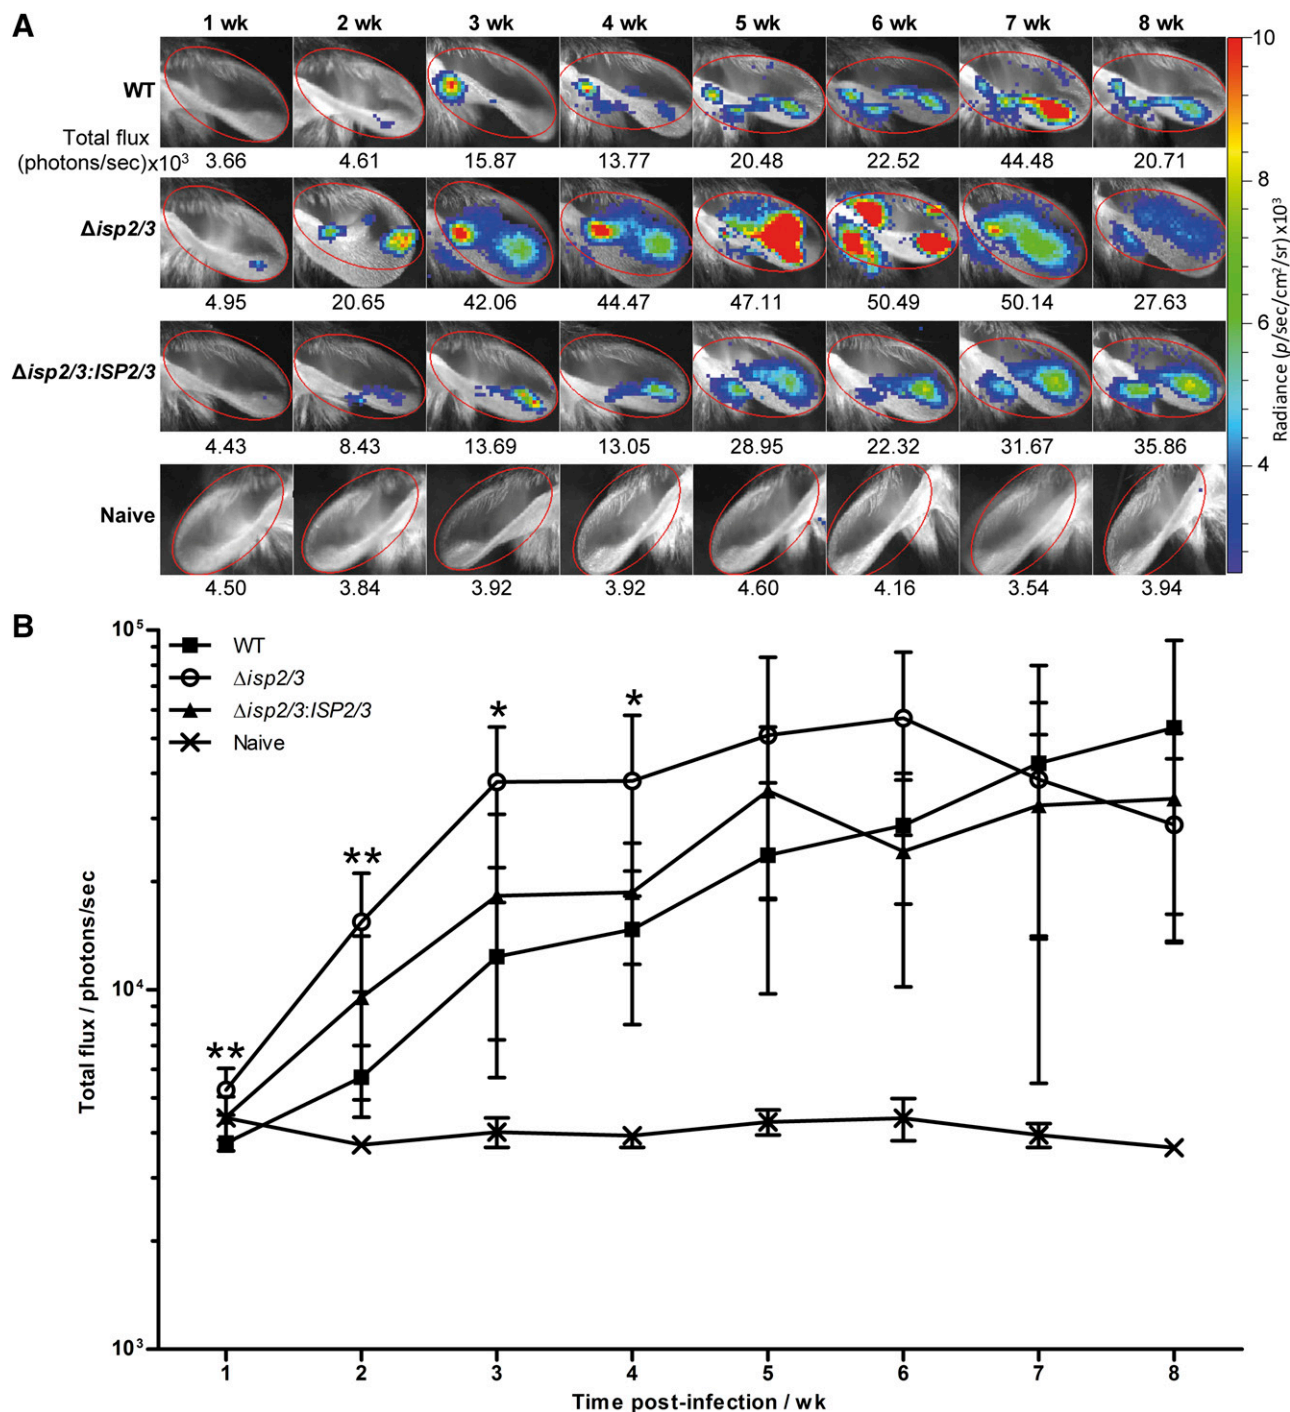 A
1 wk 2 wk 3 wk 4 wk 5 wk 6 wk 7 wk 8 wk
WT
Total flux
(photons/sec)x10³
3.66 4.61 15.87 13.77 20.48 22.52 44.48 20.71
Δisp2/3
4.95 20.65 42.06 44.47 47.11 50.49 50.14 27.63
Δisp2/3:ISP2/3
4.43 8.43 13.69 13.05 28.95 22.32 31.67 35.86
Naive
4.50 3.84 3.92 3.92 4.60 4.16 3.54 3.94
10
8
6
4
Radiance (p/sec/cm²/sr) x10³
B
WT
Δisp2/3
Δisp2/3:ISP2/3
Naive
** ** * *
10⁵
10⁴
10³
Total flux / photons/sec
1 2 3 4 5 6 7 8
Time post-infection / wk